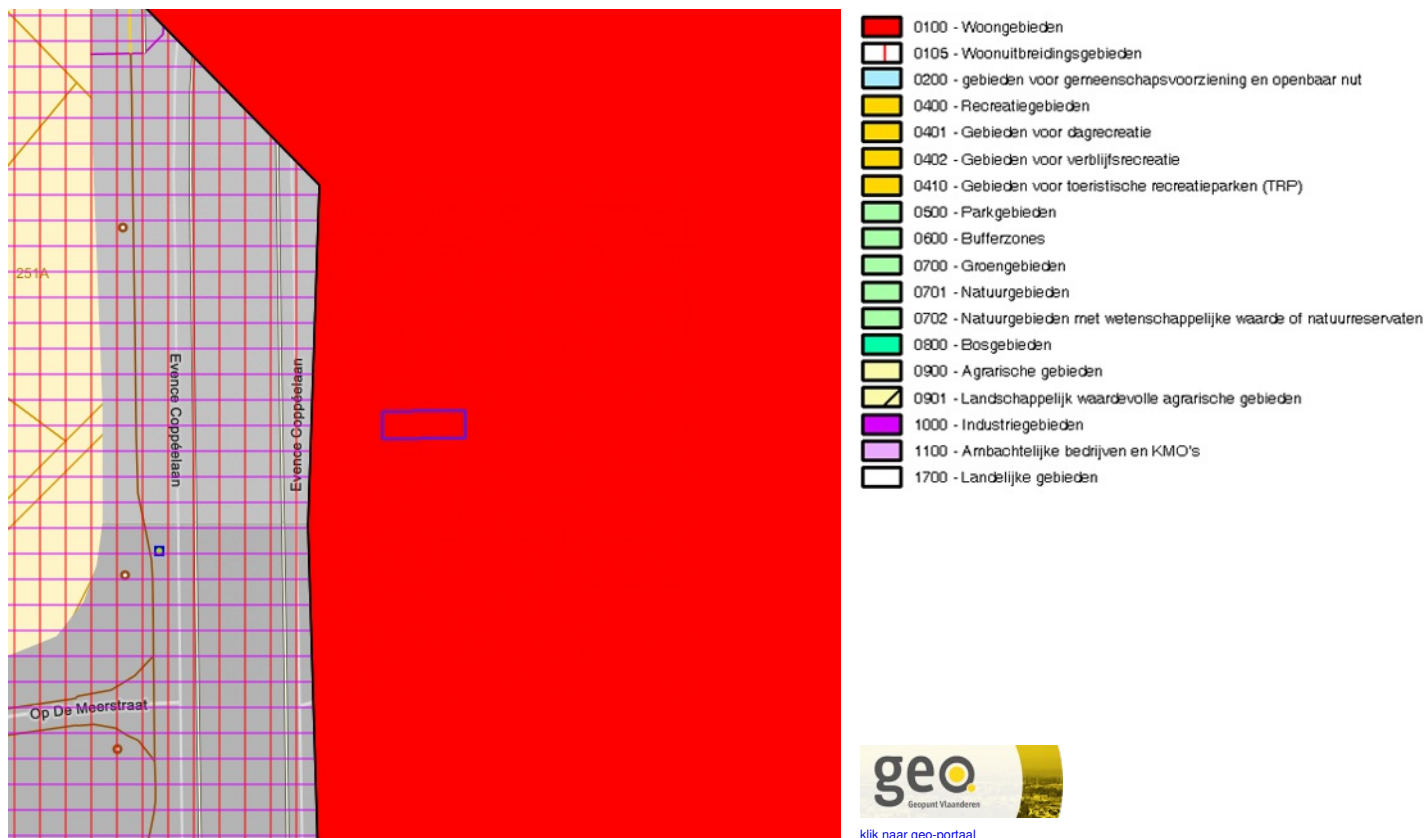 251A
Evence Coppéelaan
Evence Coppéelaan
Op De Meerstraat
0100 - Woongebieden
0105 - Woonuitbreidingsgebieden
0200 - gebieden voor gemeenschapsvoorziening en openbaar nut
0400 - Recreatiegebieden
0401 - Gebieden voor dagrecreatie
0402 - Gebieden voor verblijfsrecreatie
0410 - Gebieden voor toeristische recreatieparken (TRP)
0500 - Parkgebieden
0600 - Bufferzones
0700 - Groengebieden
0701 - Natuurgebieden
0702 - Natuurgebieden met wetenschappelijke waarde of natuurreservaten
0800 - Bosgebieden
0900 - Agrarische gebieden
0901 - Landschappelijk waardevolle agrarische gebieden
1000 - Industriegebieden
1100 - Ambachtelijke bedrijven en KMO's
1700 - Landelijke gebieden
geo.
Geopunt Vlaanderen
klik naar geo-portaal